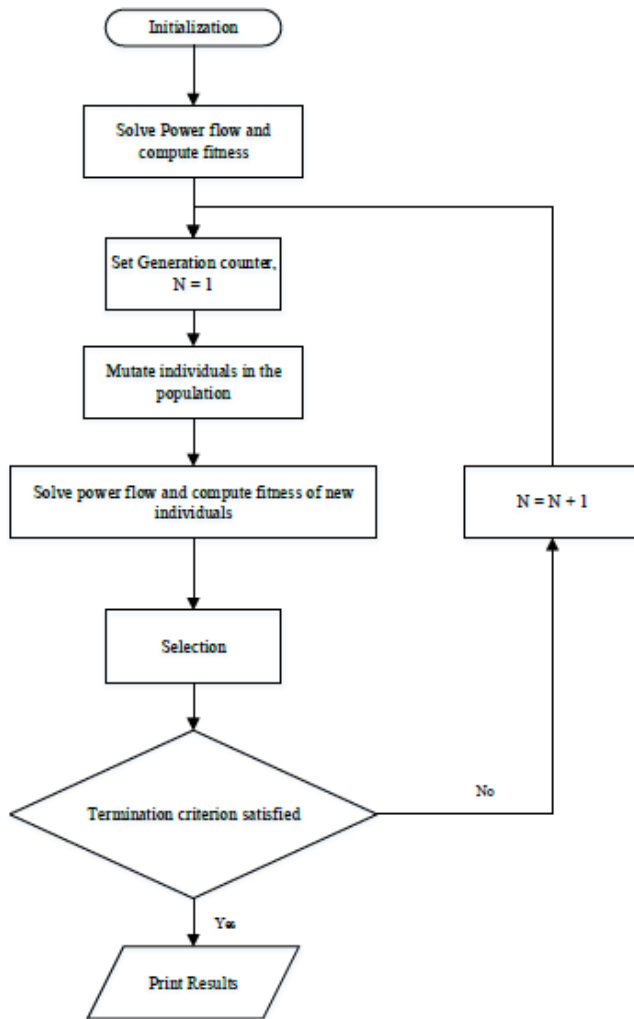 Initialization
Solve Power flow and
compute fitness
Set Generation counter,
N = 1
Mutate individuals in the
population
Solve power flow and compute fitness of new
individuals
N = N + 1
Selection
Termination criterion satisfied
No
Yes
Print Results